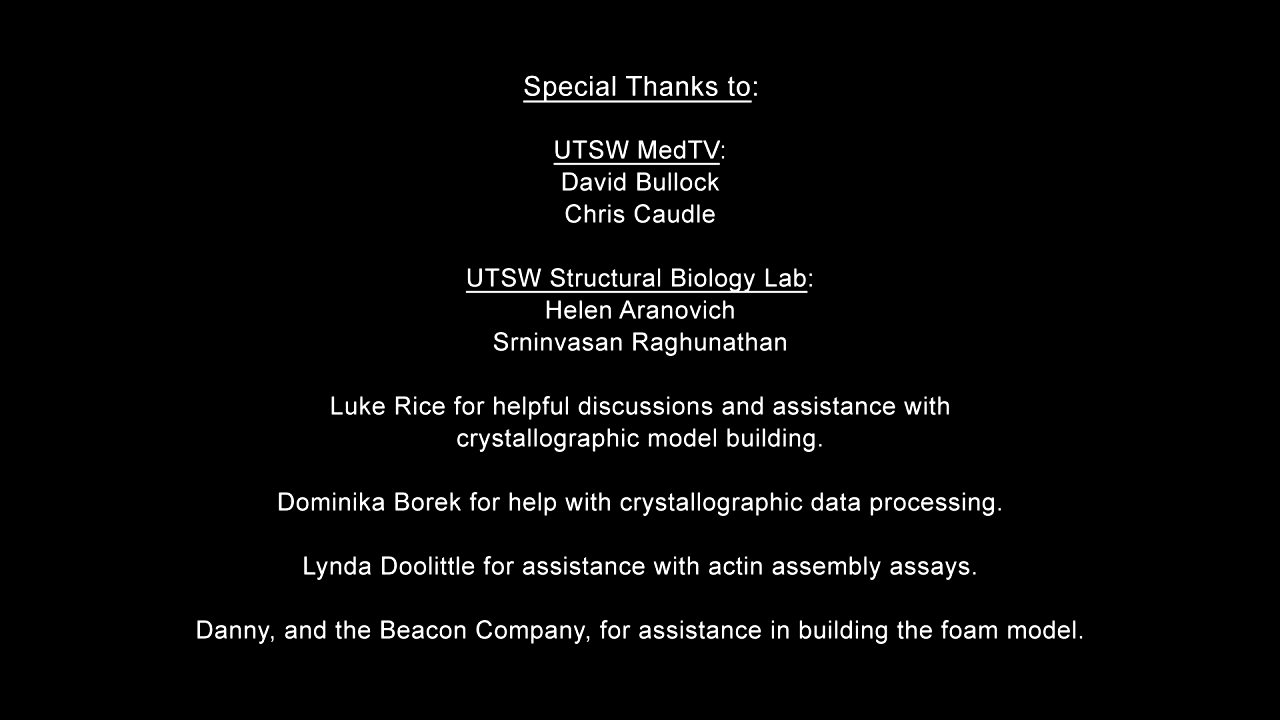 Special Thanks to:
UTSW MedTV:
David Bullock
Chris Caudle
UTSW Structural Biology Lab:
Helen Aranovich
Srninvasan Raghunathan
Luke Rice for helpful discussions and assistance with
crystallographic model building.
Dominika Borek for help with crystallographic data processing.
Lynda Doolittle for assistance with actin assembly assays.
Danny, and the Beacon Company, for assistance in building the foam model.